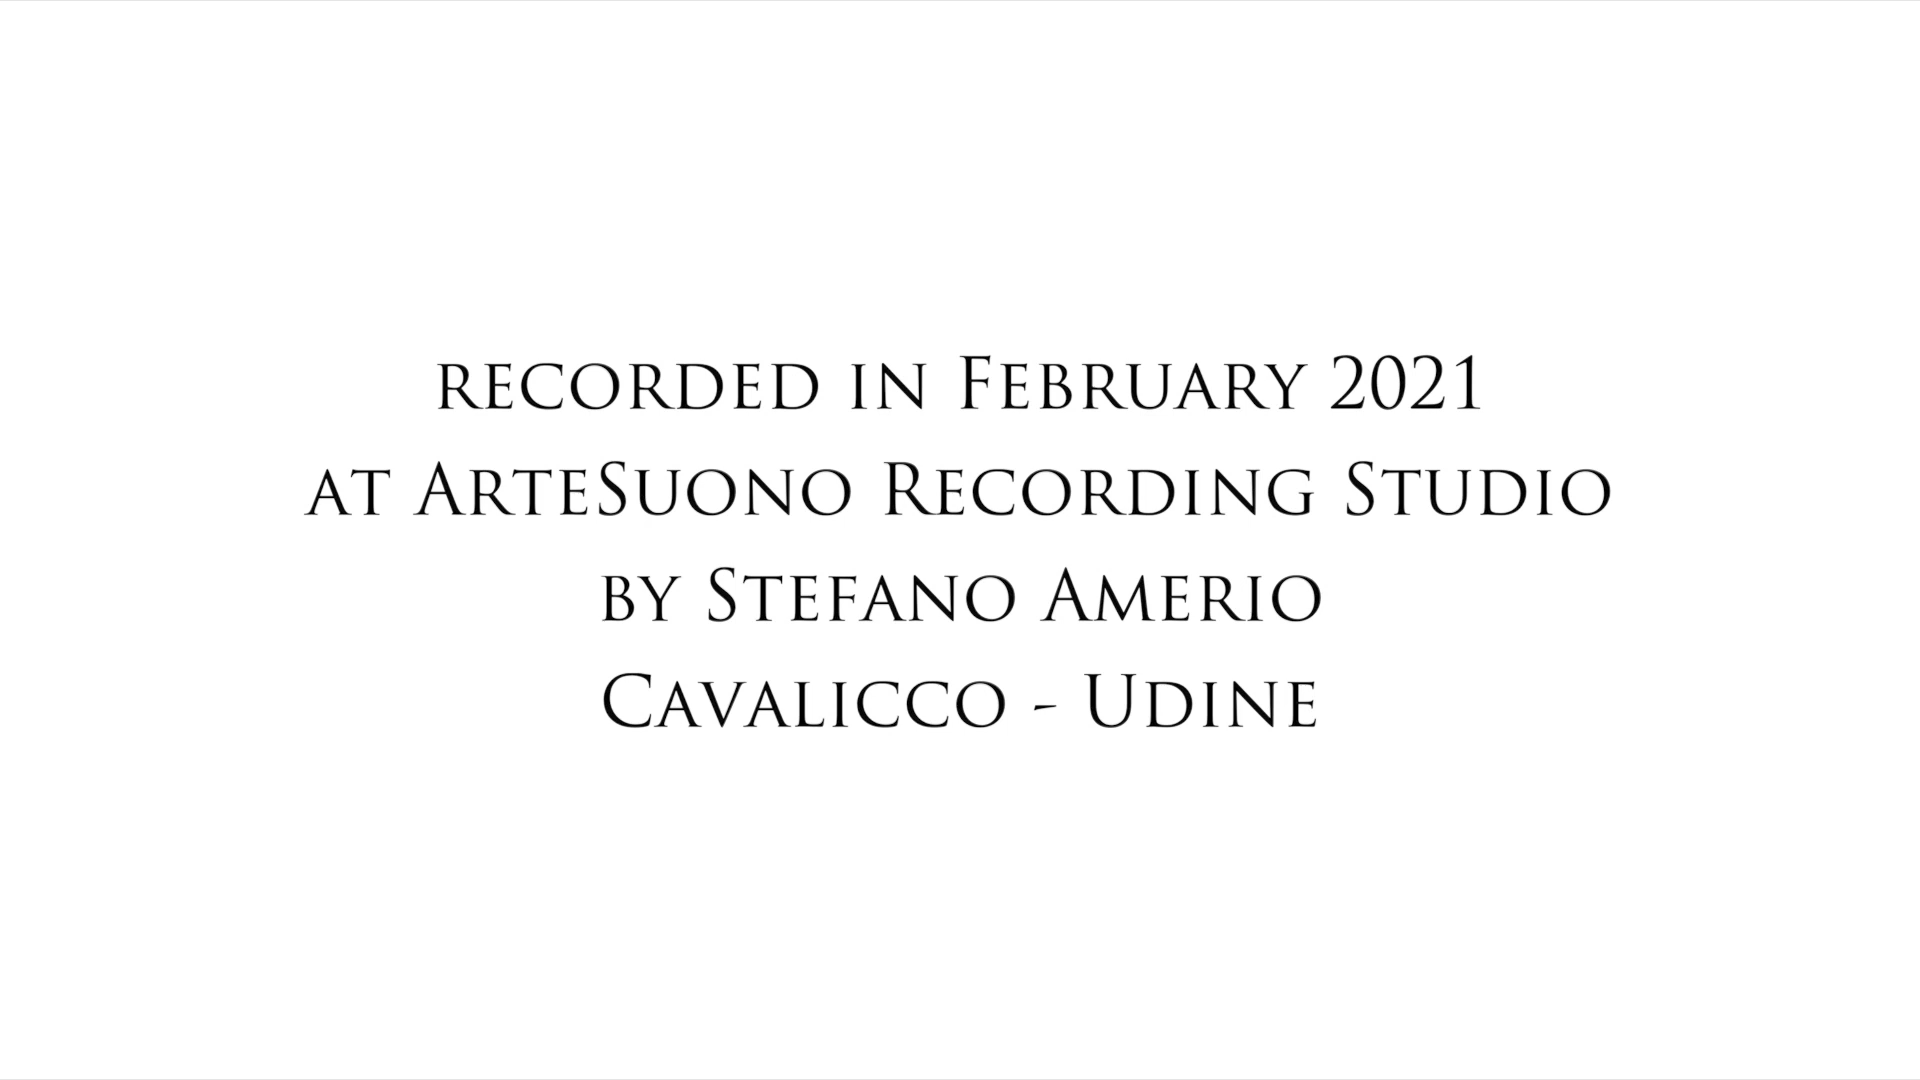 recorded in February 2021
at ArteSuono Recording Studio
by Stefano Amerio
Cavalicco - Udine